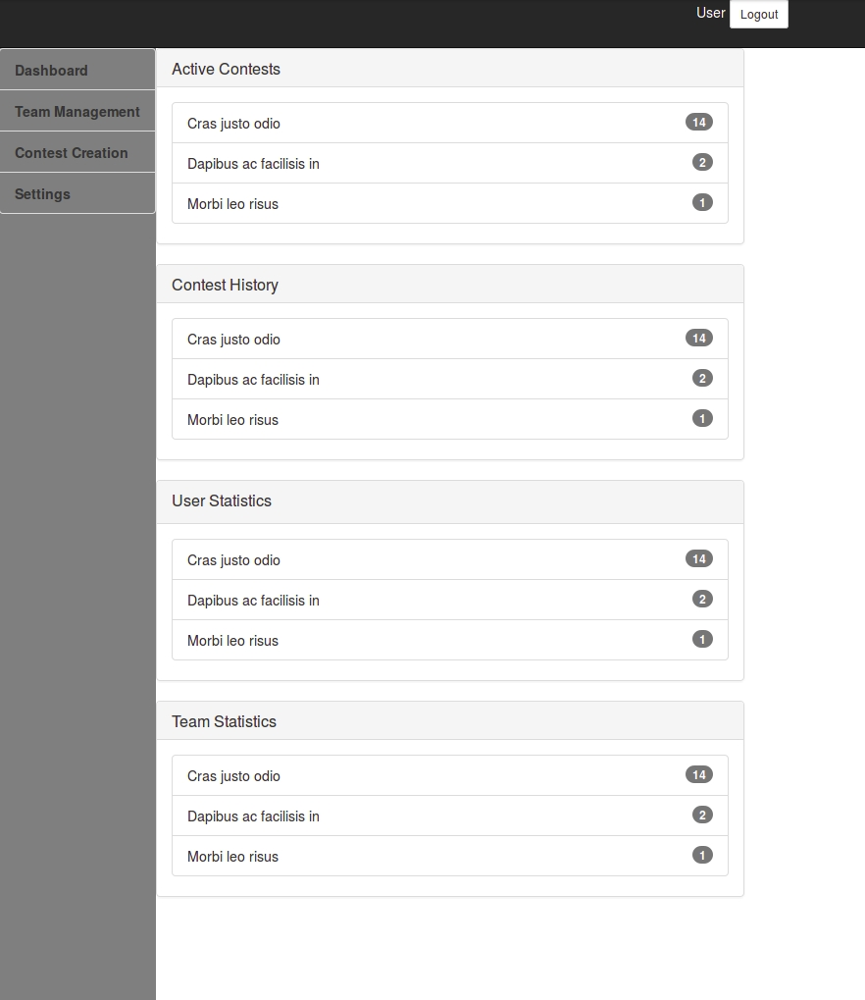 User Logout
Dashboard
Team Management
Contest Creation
Settings
Active Contests
Cras justo odio 14
Dapibus ac facilisis in 2
Morbi leo risus 1
Contest History
Cras justo odio 14
Dapibus ac facilisis in 2
Morbi leo risus 1
User Statistics
Cras justo odio 14
Dapibus ac facilisis in 2
Morbi leo risus 1
Team Statistics
Cras justo odio 14
Dapibus ac facilisis in 2
Morbi leo risus 1